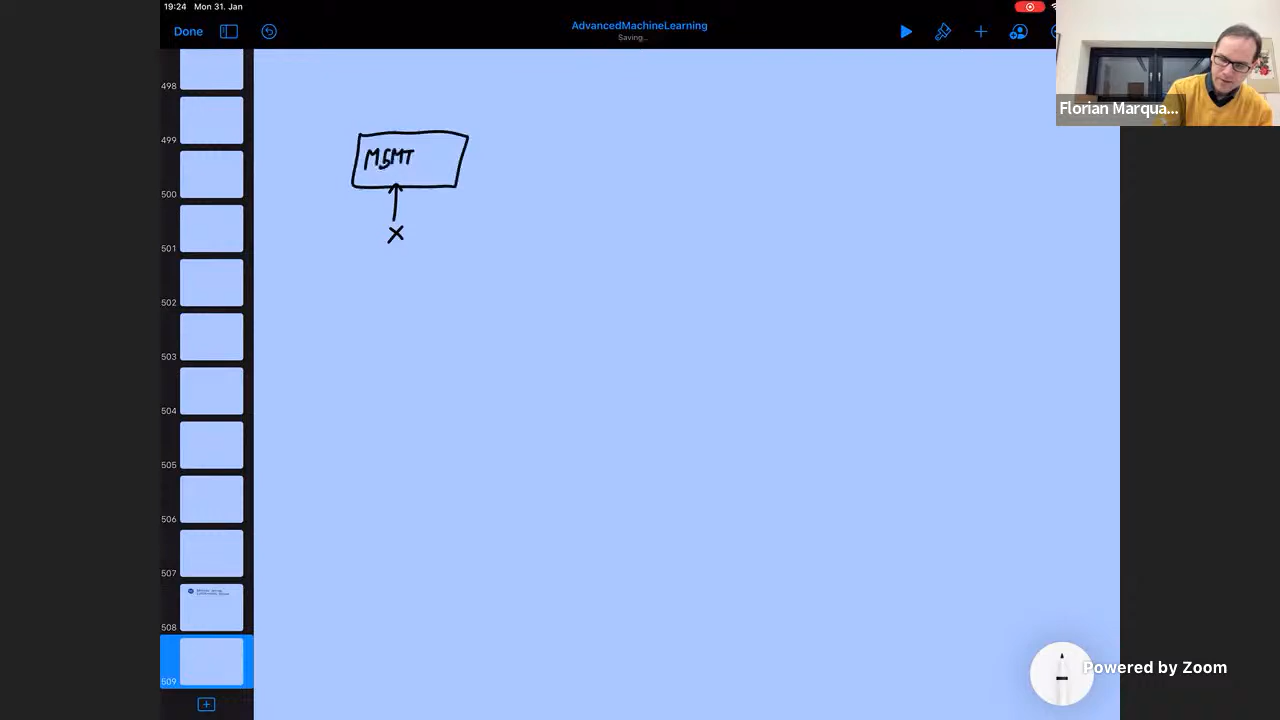 19:24 Mon 31. Jan
Done
AdvancedMachineLearning
Saving...
Florian Marqua...
498
499
500
501
502
503
504
505
506
507
508
509
MSMT
x
Powered by Zoom